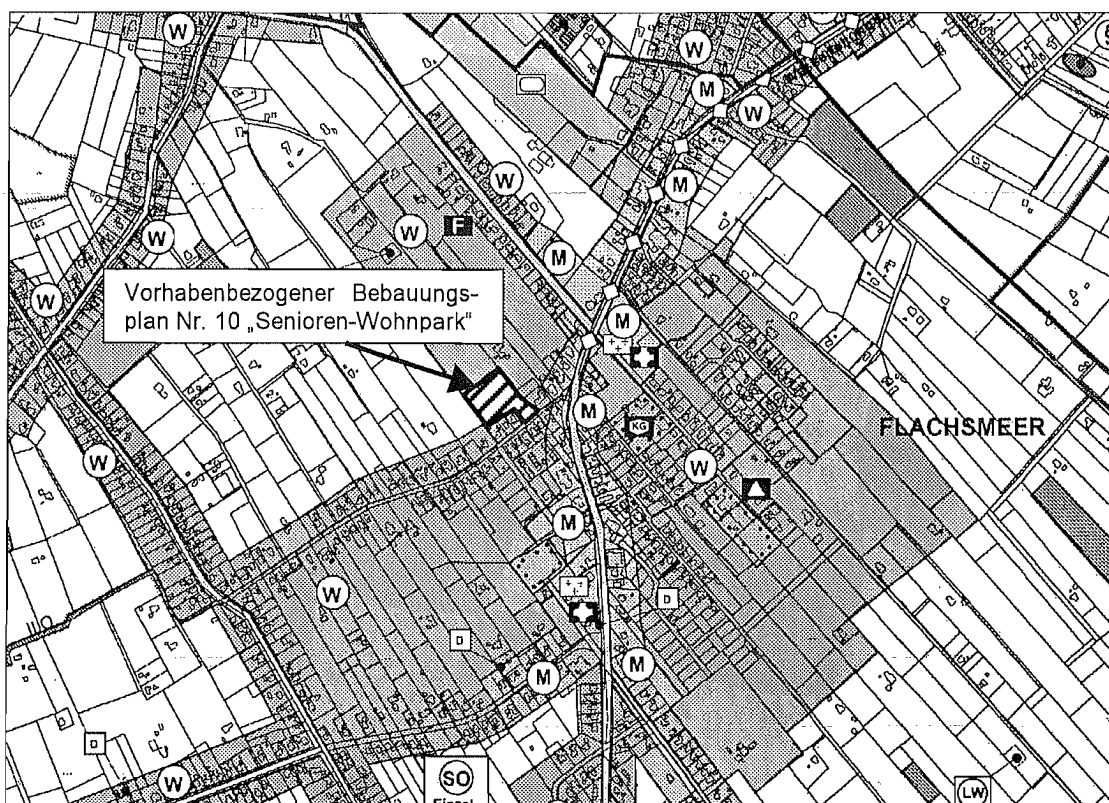 W
W
M
W
W
W
M
W
F
M
W
Vorhabenbezogener Bebauungs-
plan Nr. 10 „Senioren-Wohnpark"
M
M
KG
FLACHSMEER
W
W
M
W
D
D
M
M
D
W
SO
LW